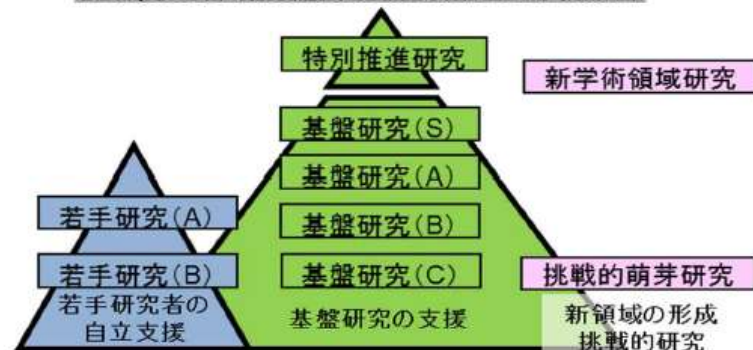 特別推進研究
新学術領域研究
基盤研究(S)
基盤研究(A)
若手研究(A)
基盤研究(B)
若手研究(B)
基盤研究(C)
挑戦的萌芽研究
若手研究者の
自立支援
基盤研究の支援
新領域の形成
挑戦的研究